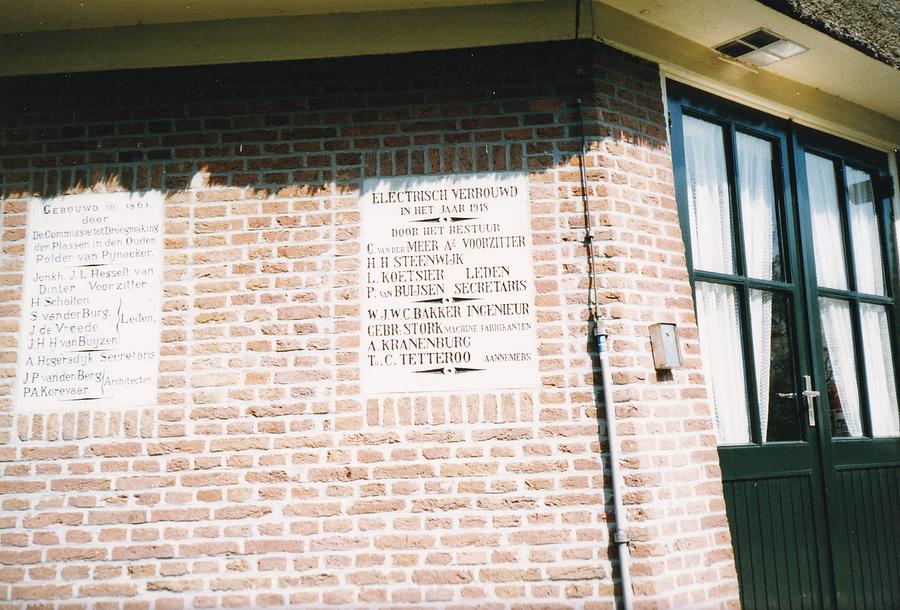 GEBOUWD in 1861
door
De Commissie tot Droogmaking
der Plassen in den Ouden
Polder van Pijnacker.
Jonkh. J. L. Hesselt van
Dinter. Voorzitter
H Scholten
S van der Burg.
J de Vreede
J.H.H van Buijzen
Leden,
A Hogersdijk Secretaris
J.P van den Berg
P.A Korevaar
Architecten
ELECTRISCH VERBOUWD
IN HET JAAR 1918
DOOR HET BESTUUR
C. VAN DER MEER Az VOORZITTER
H H STEENWIJK
L. KOETSIER LEDEN
P. VAN BUIJSEN SECRETARIS
W.J.W.C BAKKER INGENIEUR
GEBR. STORK MACHINE FABRIKANTEN
A. KRANENBURG
TH. C. TETTEROO AANNEMERS